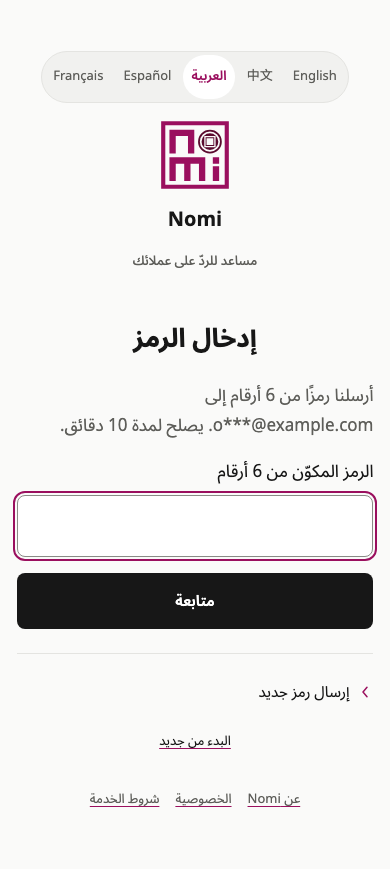 العربية
English
中文
Español
Français
nomi
Nomi
مساعد للردّ على عملائك
إدخال الرمز
أرسلنا رمزًا من 6 أرقام إلى
o***@example.com. يصلح لمدة 10 دقائق.
الرمز المكوّن من 6 أرقام
متابعة
إرسال رمز جديد
البدء من جديد
عن Nomi
الخصوصية
شروط الخدمة